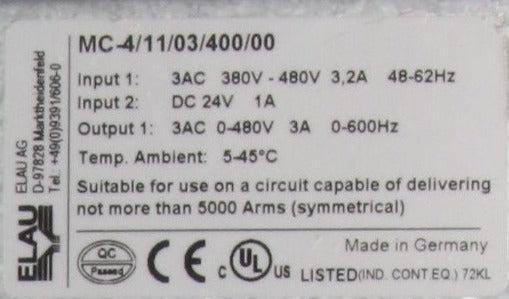 MC-4/11/03/400/00
Input 1: 3AC 380V - 480V 3,2A 48-62Hz
Input 2: DC 24V 1A
Output 1: 3AC 0-480V 3A 0-600Hz
Temp. Ambient: 5-45°C
Suitable for use on a circuit capable of delivering
not more than 5000 Arms (symmetrical)
ELAU
ELAU AG
D-97828 Marktheidenfeld
Tel.: +49(0)9391/606-0
QC
Passed
CE
C UL US
Made in Germany
LISTED(IND. CONT.EQ.) 72KL